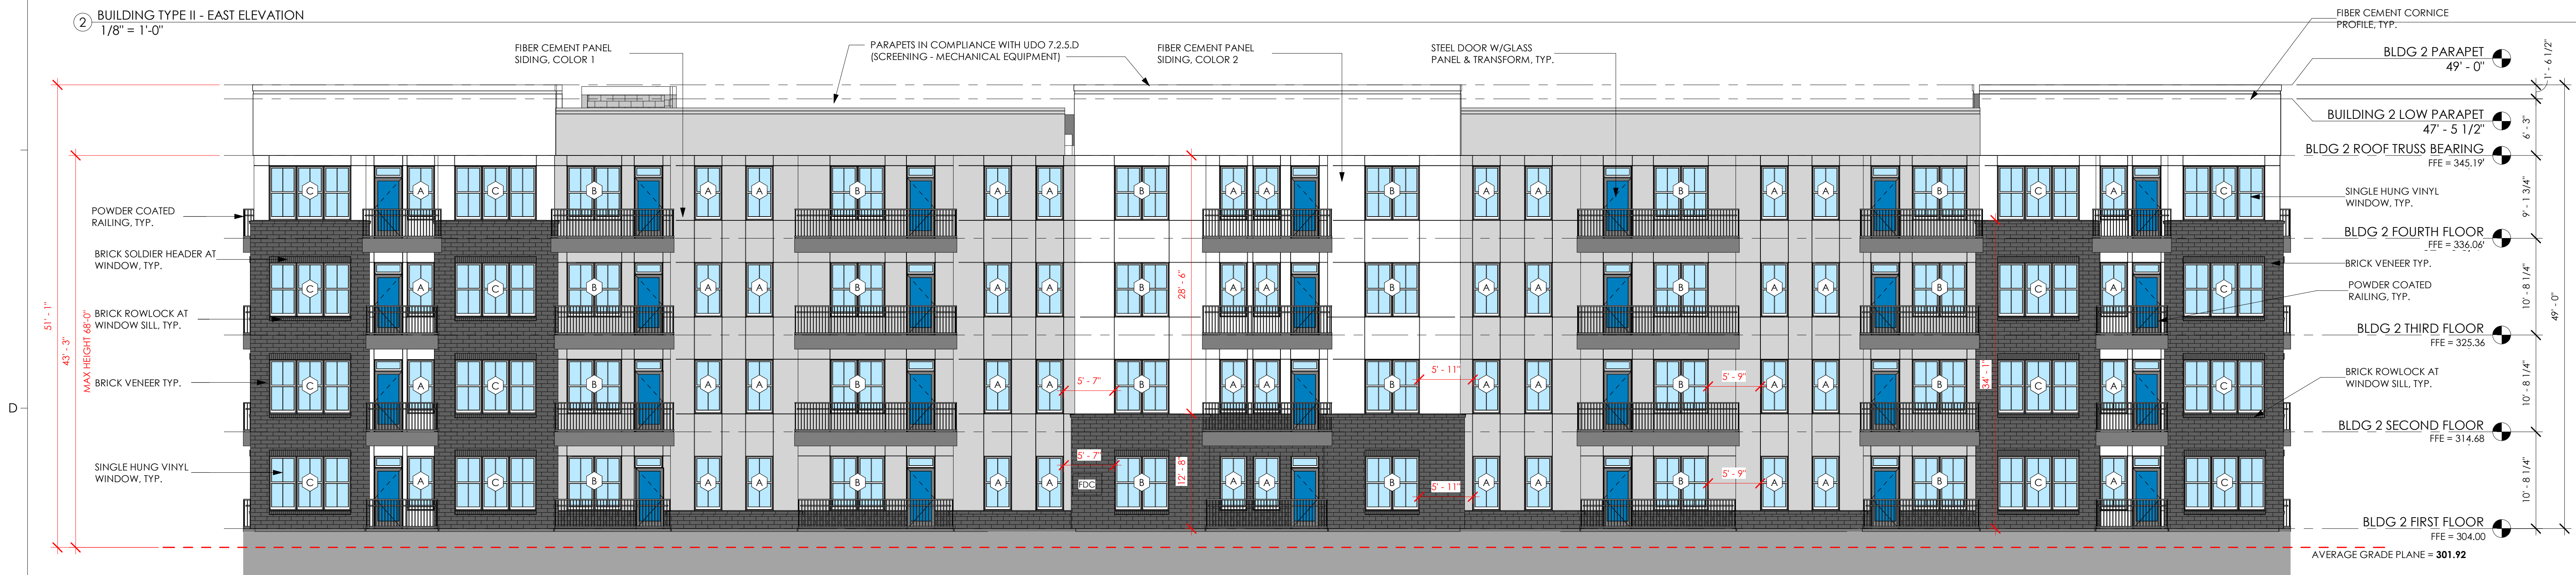 2 BUILDING TYPE II - EAST ELEVATION
1/8" = 1'-0"
FIBER CEMENT PANEL
SIDING, COLOR 1
PARAPETS IN COMPLIANCE WITH UDO 7.2.5.D
(SCREENING - MECHANICAL EQUIPMENT)
FIBER CEMENT PANEL
SIDING, COLOR 2
STEEL DOOR W/GLASS
PANEL & TRANSFORM, TYP.
FIBER CEMENT CORNICE
PROFILE, TYP.
BLDG 2 PARAPET
49' - 0"
1' - 6 1/2"
BUILDING 2 LOW PARAPET
47' - 5 1/2"
6' - 3"
BLDG 2 ROOF TRUSS BEARING
FFE = 345.19'
C A C B A A B A A B A A B A A B A A B C A C
POWDER COATED
RAILING, TYP.
SINGLE HUNG VINYL
WINDOW, TYP.
9' - 1 3/4"
BLDG 2 FOURTH FLOOR
FFE = 336.06'
BRICK SOLDIER HEADER AT
WINDOW, TYP.
BRICK VENEER TYP.
C A C B A A B A A B A A B A A B A A B C A C
28' - 6"
POWDER COATED
RAILING, TYP.
10' - 8 1/4"
49' - 0"
51' - 1"
43' - 3"
MAX HEIGHT 68'-0"
BRICK ROWLOCK AT
WINDOW SILL, TYP.
BLDG 2 THIRD FLOOR
FFE = 325.36
BRICK VENEER TYP.
C A C B A A B A A B A A B A A B A A B C A C
5' - 7"
5' - 11"
5' - 9"
34' - 1"
BRICK ROWLOCK AT
WINDOW SILL, TYP.
10' - 8 1/4"
D
BLDG 2 SECOND FLOOR
FFE = 314.68
SINGLE HUNG VINYL
WINDOW, TYP.
C A C B A A B A A B A A B A A B A A B C A C
5' - 7"
FDC
12' - 8"
5' - 11"
5' - 9"
10' - 8 1/4"
BLDG 2 FIRST FLOOR
FFE = 304.00
AVERAGE GRADE PLANE = 301.92